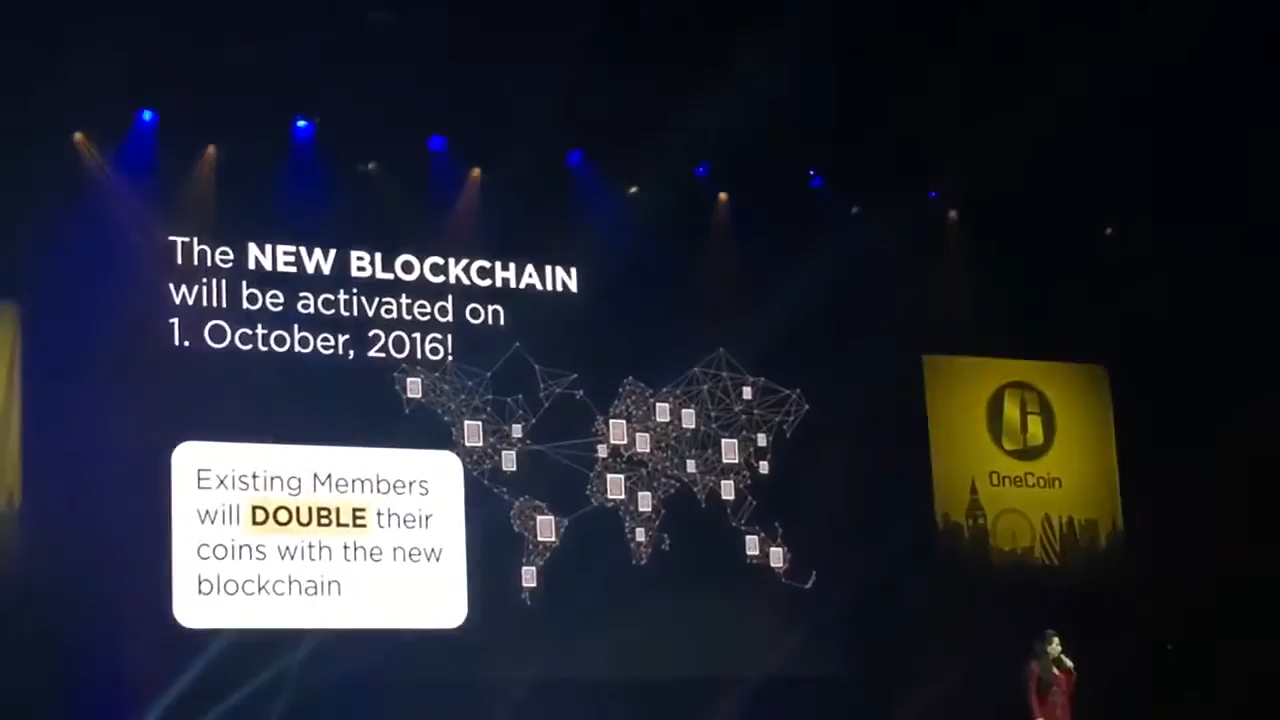 The NEW BLOCKCHAIN
will be activated on
1. October, 2016!
Existing Members
will DOUBLE their
coins with the new
blockchain
OneCoin